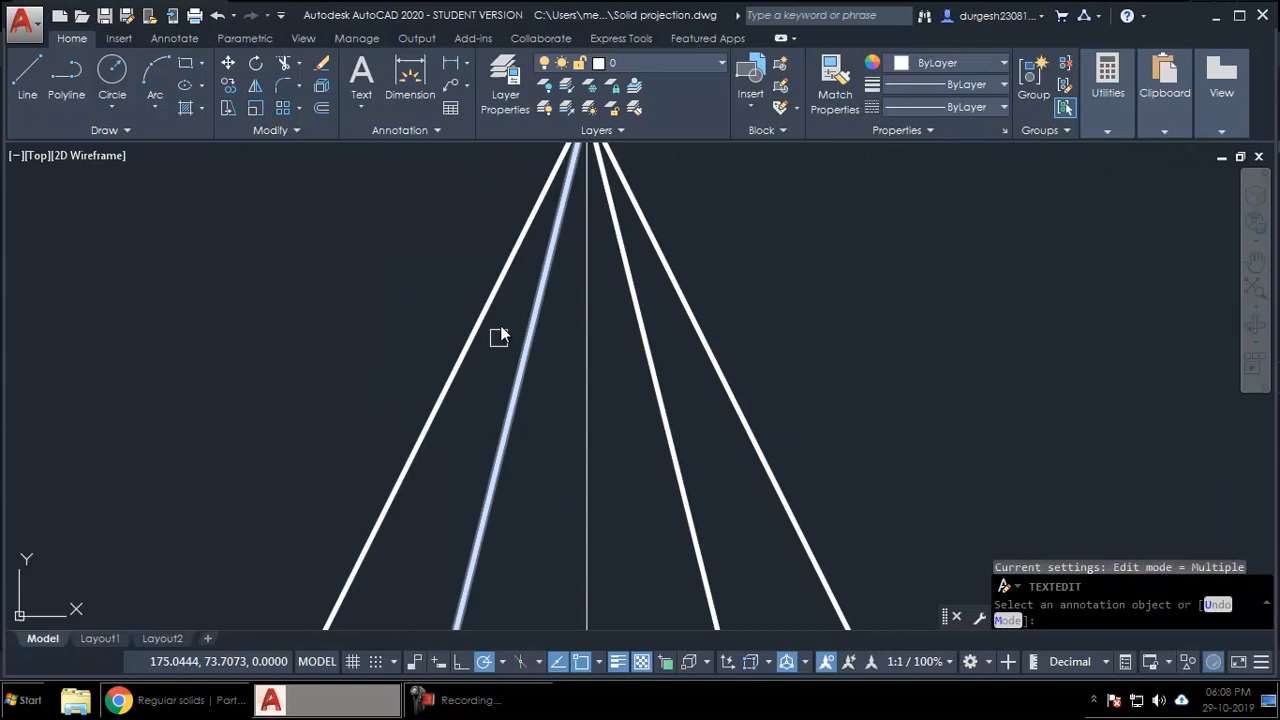 Autodesk AutoCAD 2020 - STUDENT VERSION C:\Users\me...\Solid projection.dwg Type a keyword or phrase durgesh23081...
Home Insert Annotate Parametric View Manage Output Add-ins Collaborate Express Tools Featured Apps
0 ByLayer
Line Polyline Circle Arc Text Dimension Layer Properties Insert Match Properties ByLayer Group Utilities Clipboard View
ByLayer
Draw Modify Annotation Layers Block Properties Groups
[−][Top][2D Wireframe]
Y
X
Current settings: Edit mode = Multiple
TEXTEDIT
Select an annotation object or [Undo
Mode]:
Model Layout1 Layout2 +
175.0444, 73.7073, 0.0000 MODEL 1:1 / 100% Decimal
Start Regular solids | Part... Recording... 06:08 PM
29-10-2019